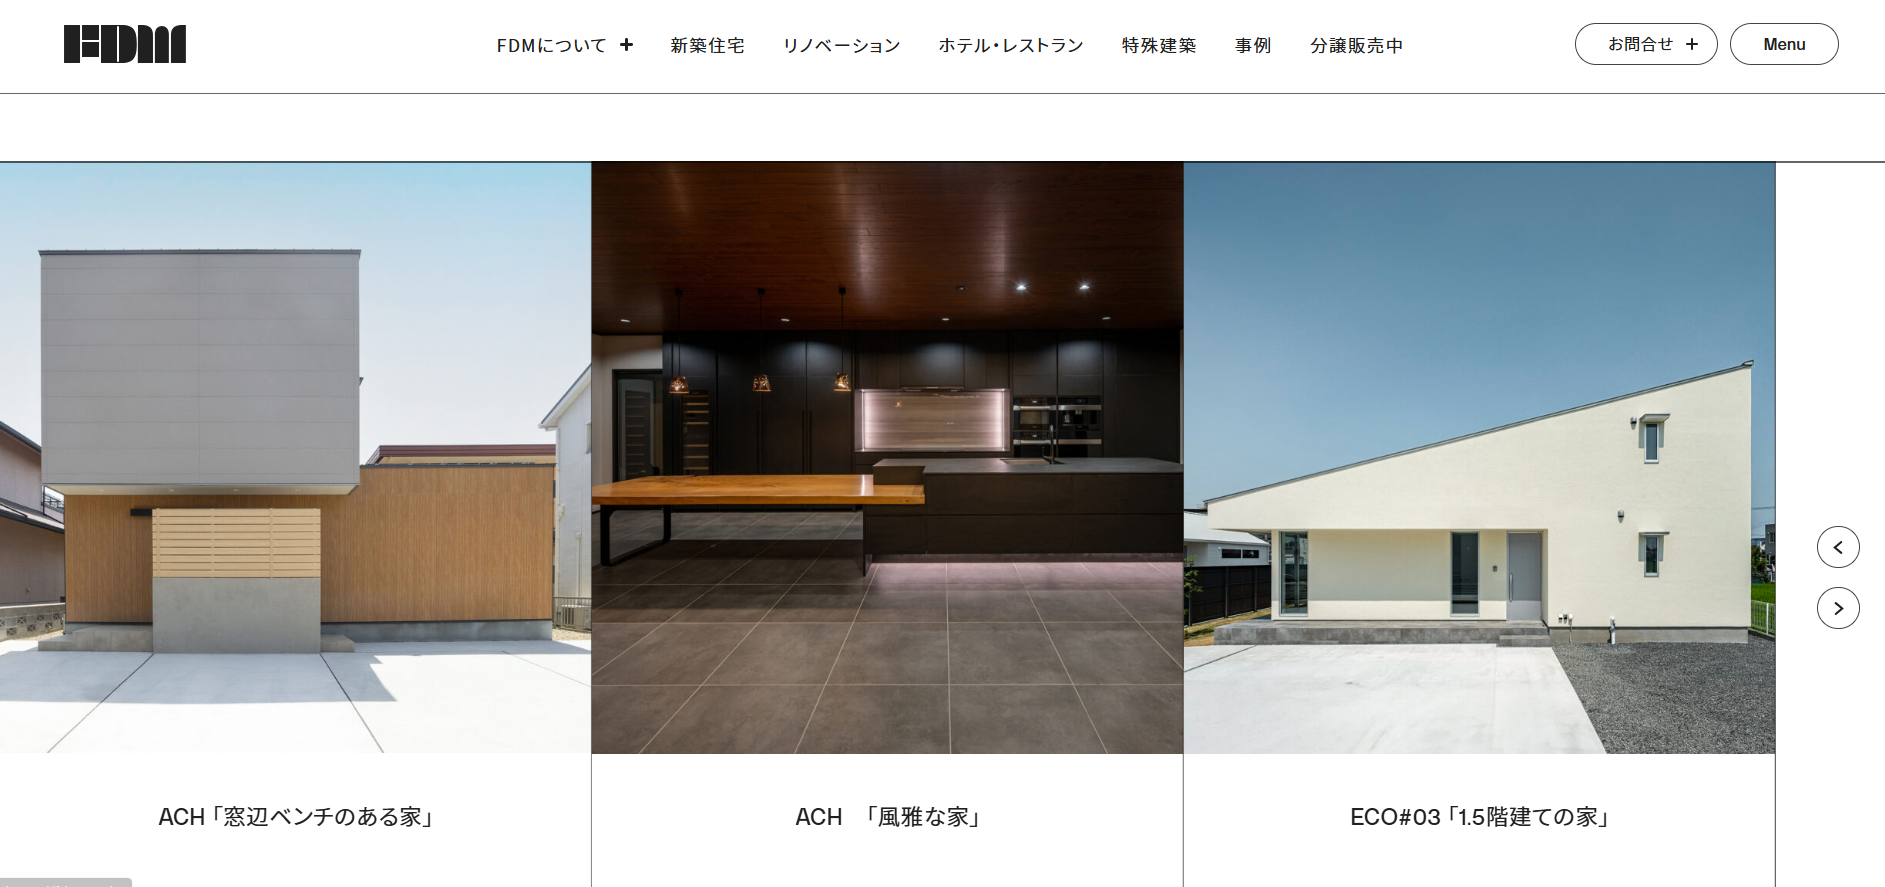 FDM
FDMについて
新築住宅
リノベーション
ホテル・レストラン
特殊建築
事例
分譲販売中
お問合せ
Menu
ACH「窓辺ベンチのある家」
ACH　「風雅な家」
ECO#03「1.5階建ての家」